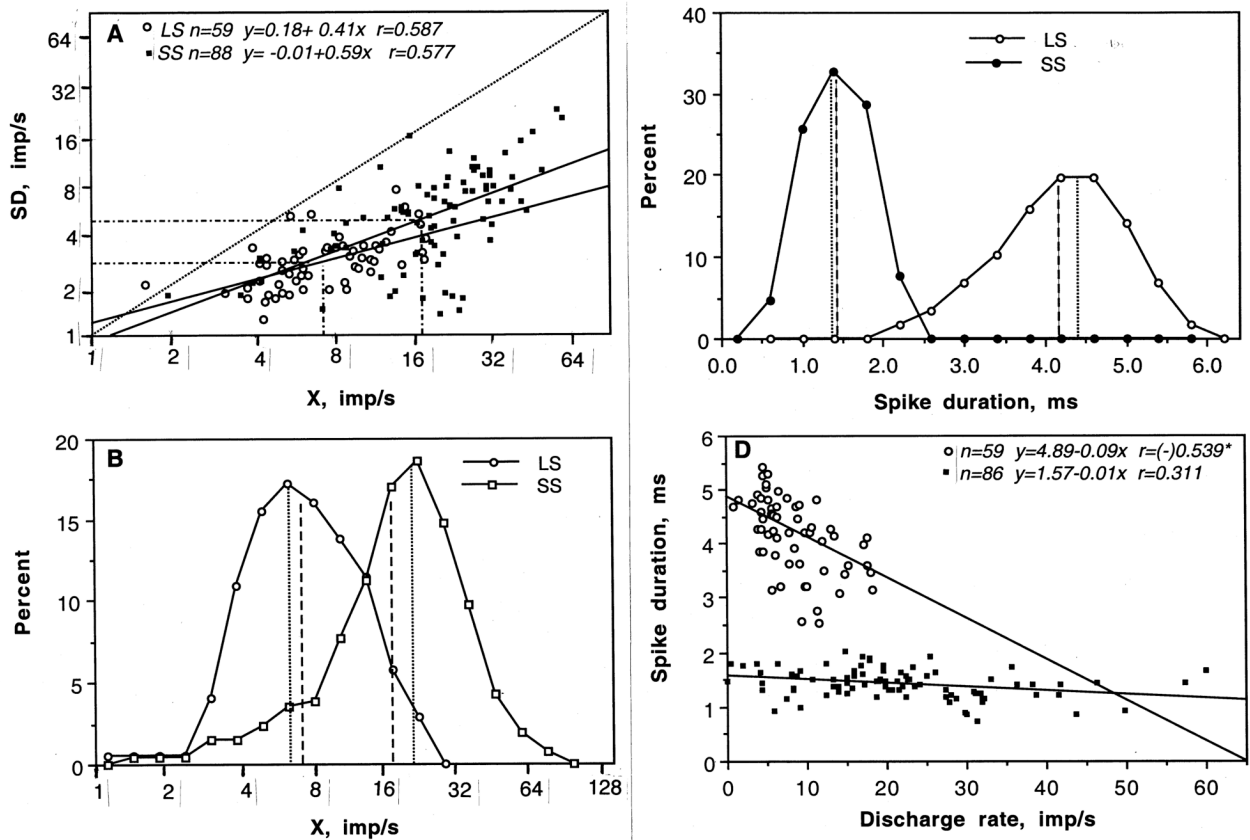 A
LS n=59 y=0.18+ 0.41x r=0.587
SS n=88 y= -0.01+0.59x r=0.577
64
32
16
8
4
2
1
SD, imp/s
1 2 4 8 16 32 64
X, imp/s
LS
SS
40
30
20
10
0
Percent
0.0 1.0 2.0 3.0 4.0 5.0 6.0
Spike duration, ms
B
LS
SS
20
15
10
5
0
Percent
1 2 4 8 16 32 64 128
X, imp/s
D
n=59 y=4.89-0.09x r=(-)0.539*
n=86 y=1.57-0.01x r=0.311
6
5
4
3
2
1
0
Spike duration, ms
0 10 20 30 40 50 60
Discharge rate, imp/s